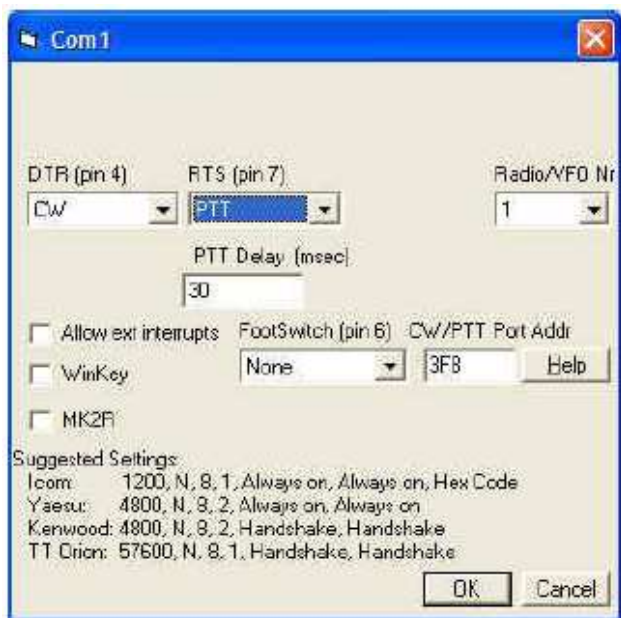 Com1
DTR (pin 4) RTS (pin 7) Radio/VFO Nr
CW PTT 1
PTT Delay (msec)
30
Allow ext interrupts FootSwitch (pin 6) CW/PTT Port Addr
WinKey None 3F8 Help
MK2R
Suggested Settings:
Icom: 1200, N, 8, 1, Always on, Always on, Hex Code
Yaesu: 4800, N, 8, 2, Always on, Always on
Kenwood: 4800, N, 8, 2, Handshake, Handshake
TT Orion: 57600, N, 8, 1, Handshake, Handshake
OK Cancel